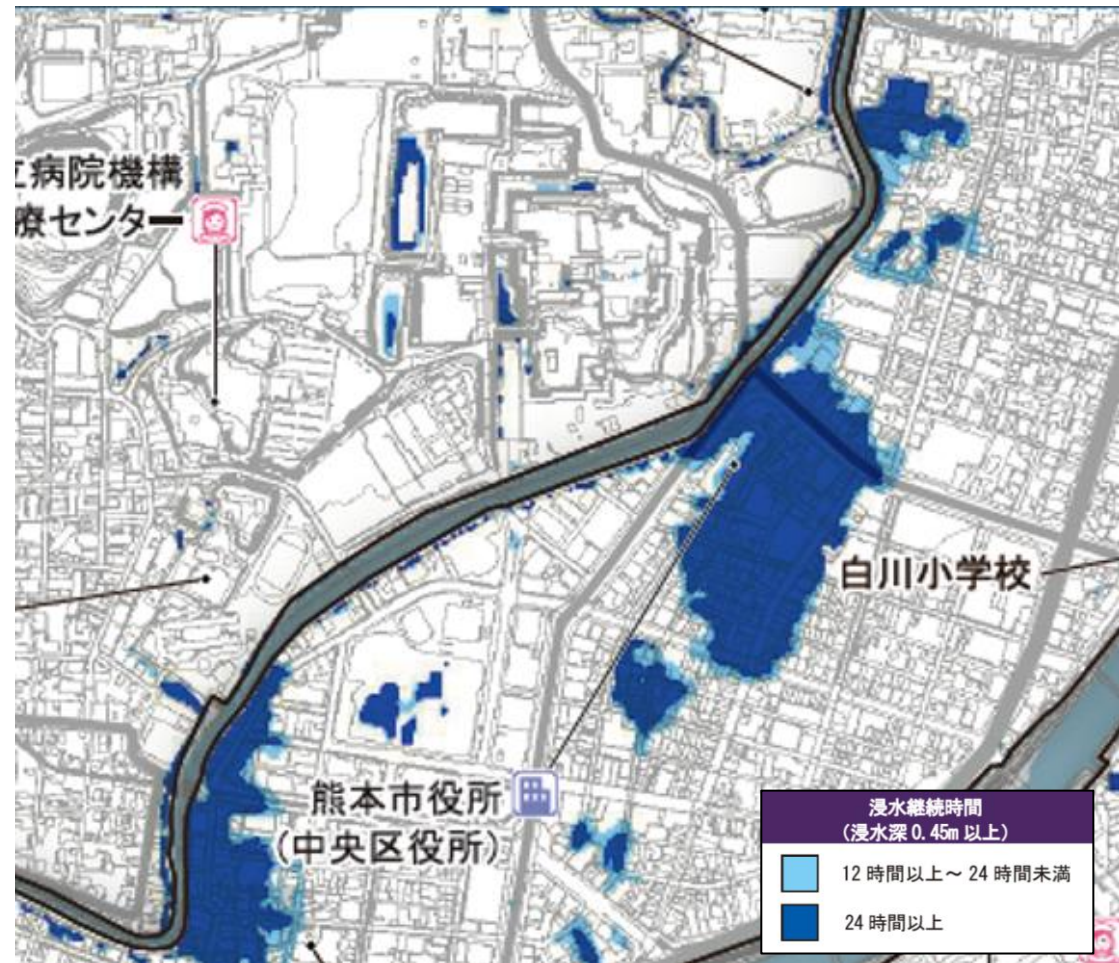 立病院機構
療センター
白川小学校
熊本市役所
(中央区役所)
浸水継続時間
(浸水深 0.45m 以上)
12 時間以上～ 24 時間未満
24 時間以上